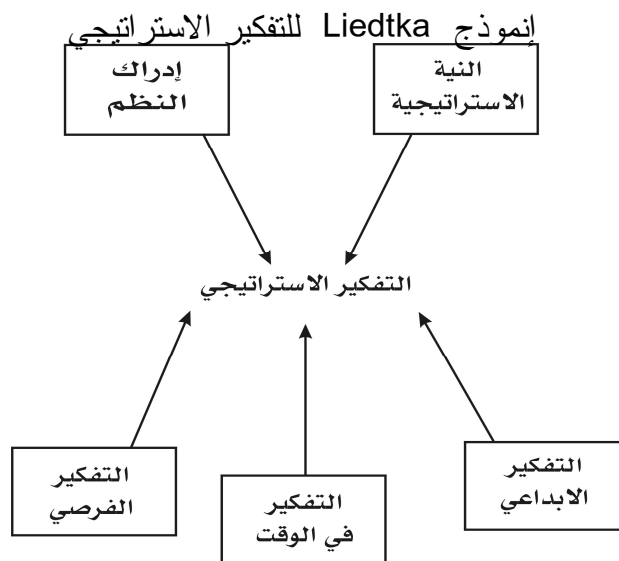 إنموذج Liedtka للتفكير الاستراتيجي
النية
الاستراتيجية
إدراك
النظم
التفكير الاستراتيجي
التفكير
الابداعي
التفكير
في الوقت
التفكير
الفرصي